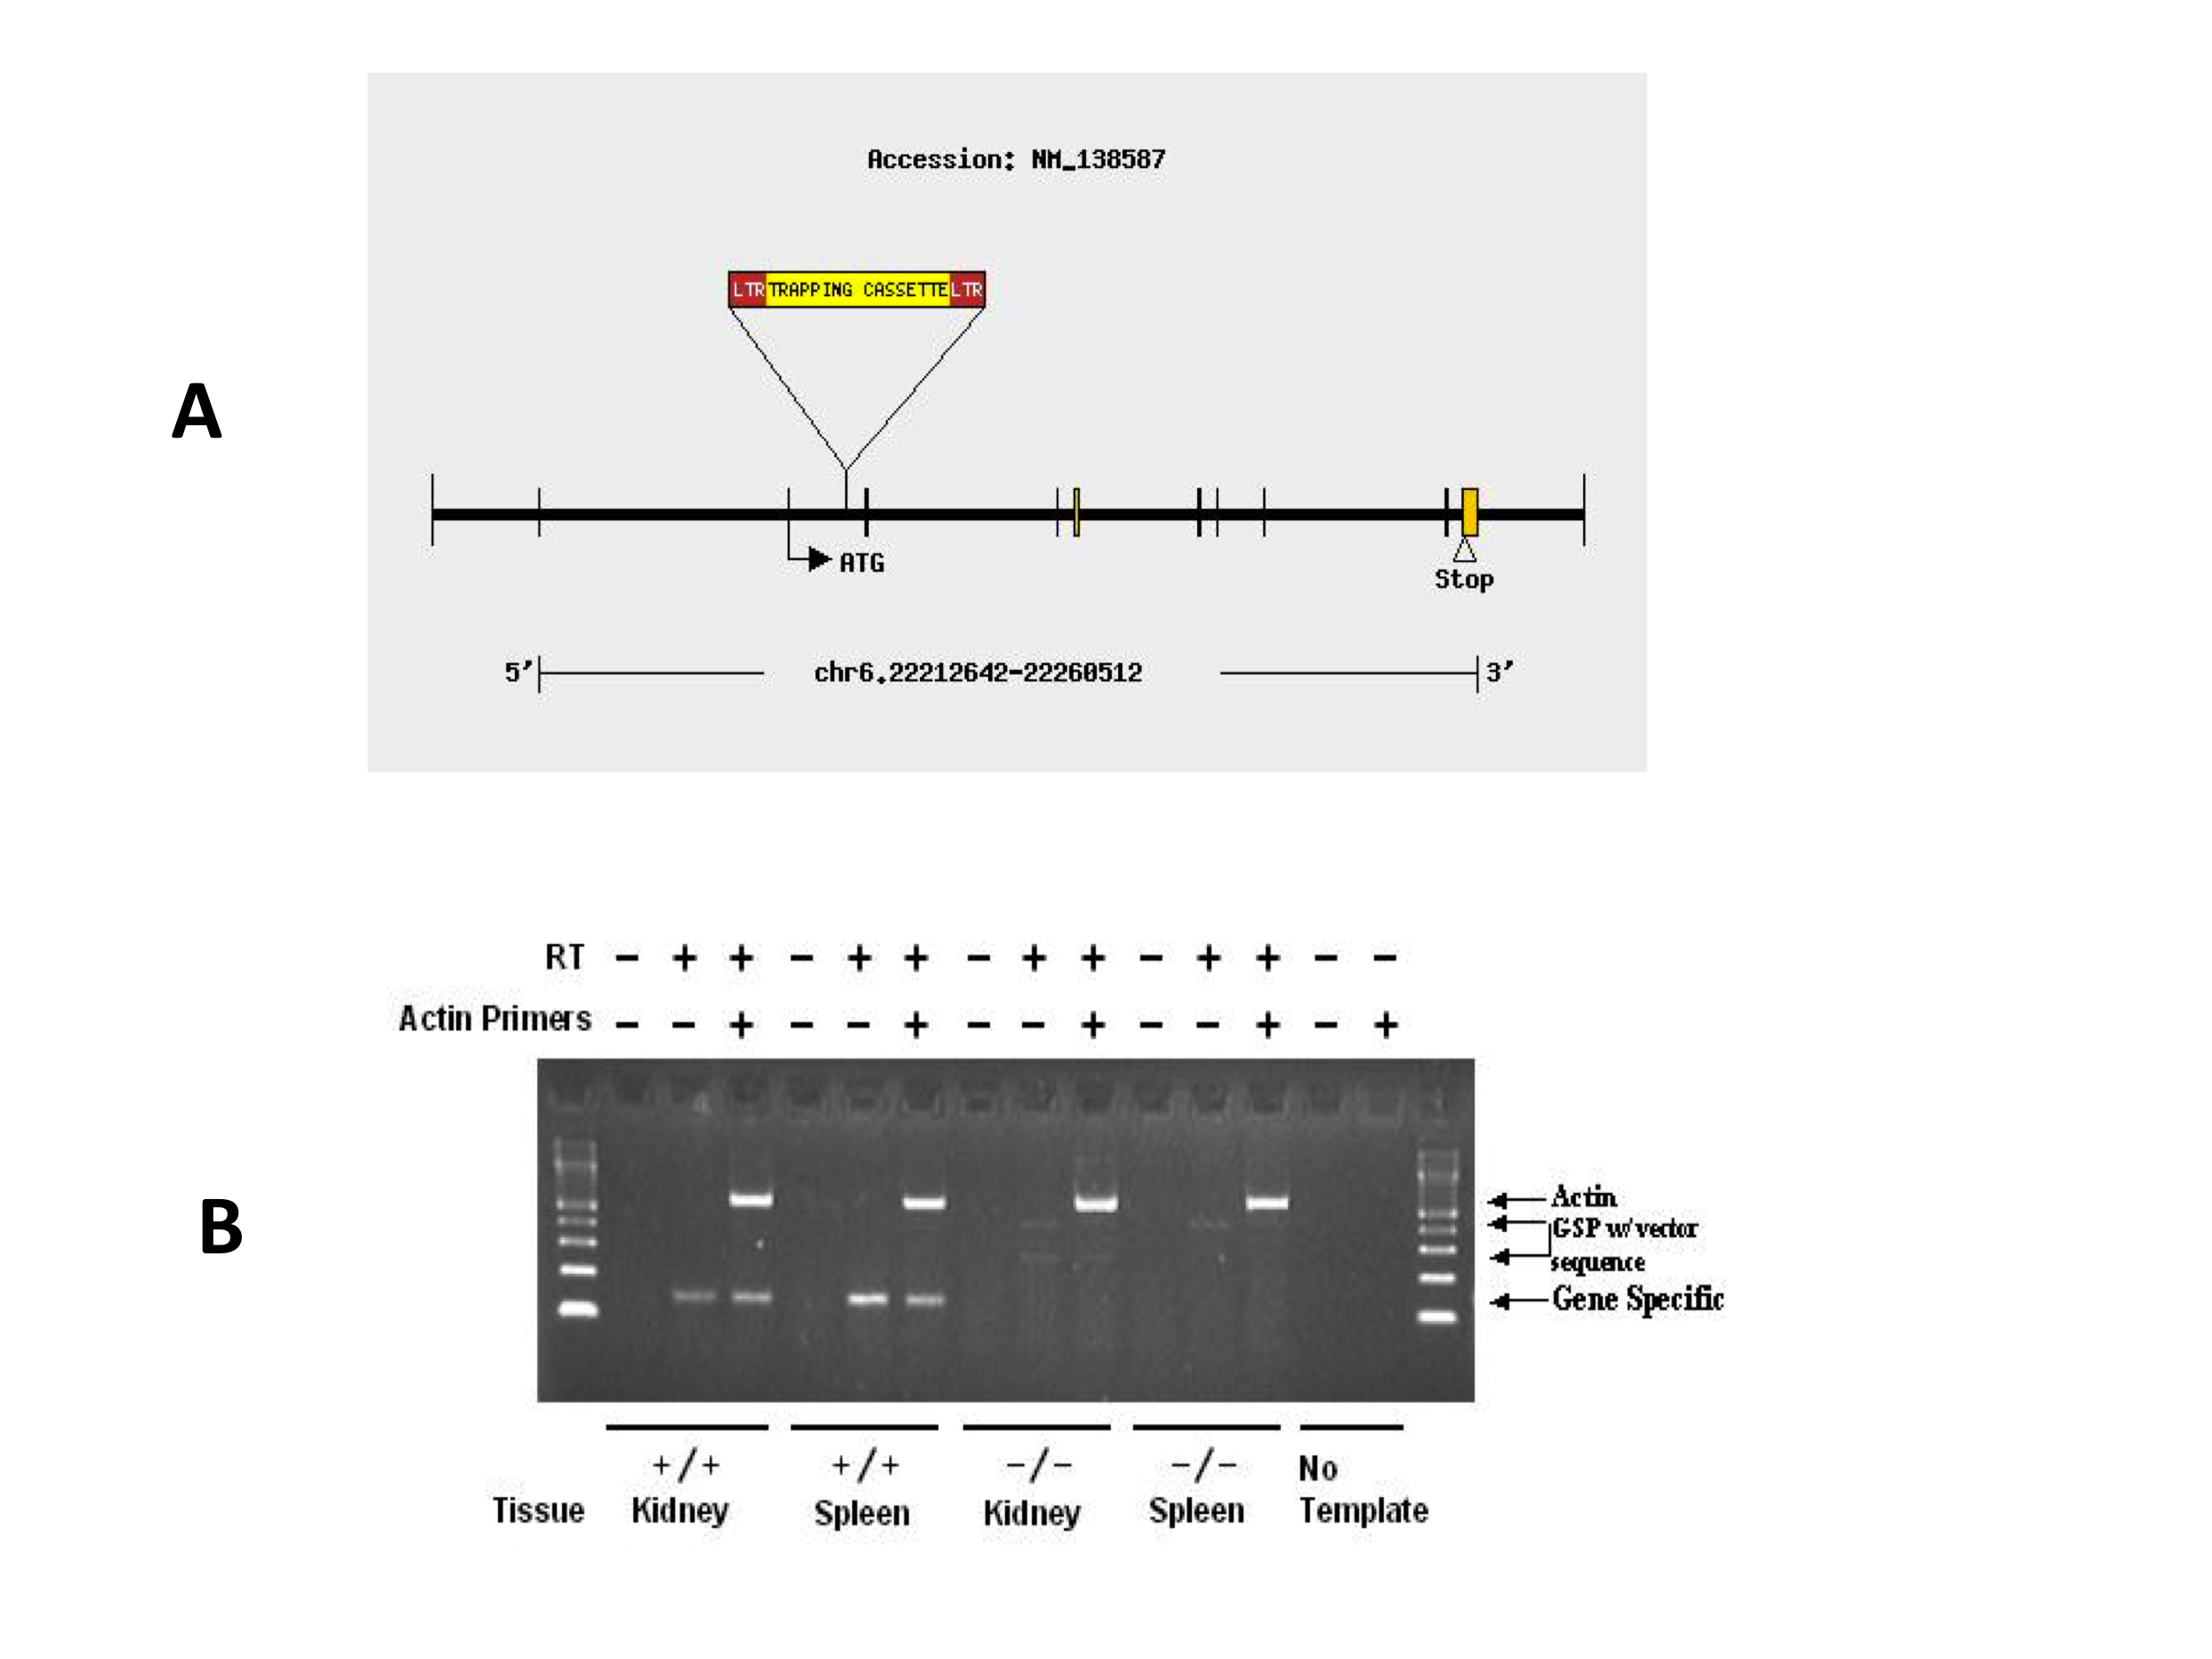 A
Accession: NM_138587
LTR TRAPPING CASSETTE LTR
ATG
Stop
5' chr6.22212642-22260512 3'
B
RT − + + − + + − + + − + + − −
Actin Primers − − + − − + − − + − − + − +
Actin
GSP w/ vector
sequence
Gene Specific
+/+ +/+ −/− −/− No
Tissue Kidney Spleen Kidney Spleen Template